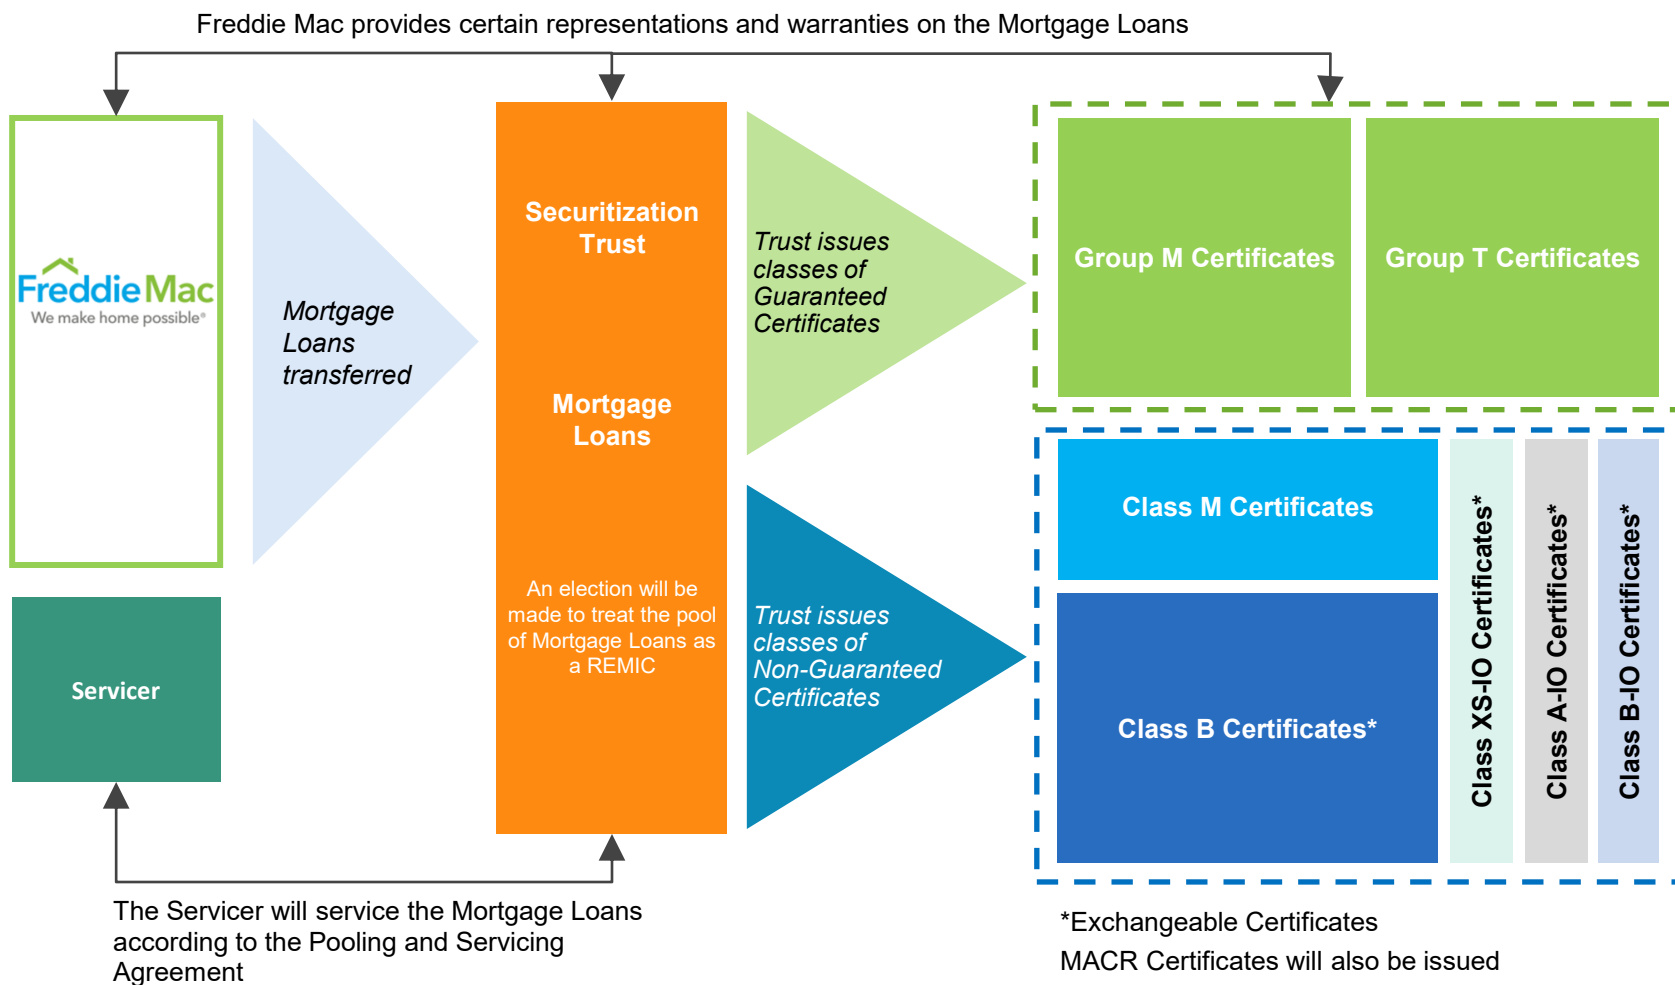 Freddie Mac provides certain representations and warranties on the Mortgage Loans
Freddie Mac
We make home possible®
Mortgage
Loans
transferred
Servicer
Securitization
Trust
Mortgage
Loans
An election will be
made to treat the pool
of Mortgage Loans as
a REMIC
Trust issues
classes of
Guaranteed
Certificates
Trust issues
classes of
Non-Guaranteed
Certificates
Group M Certificates
Group T Certificates
Class M Certificates
Class B Certificates*
Class XS-IO Certificates*
Class A-IO Certificates*
Class B-IO Certificates*
The Servicer will service the Mortgage Loans
according to the Pooling and Servicing
Agreement
*Exchangeable Certificates
MACR Certificates will also be issued